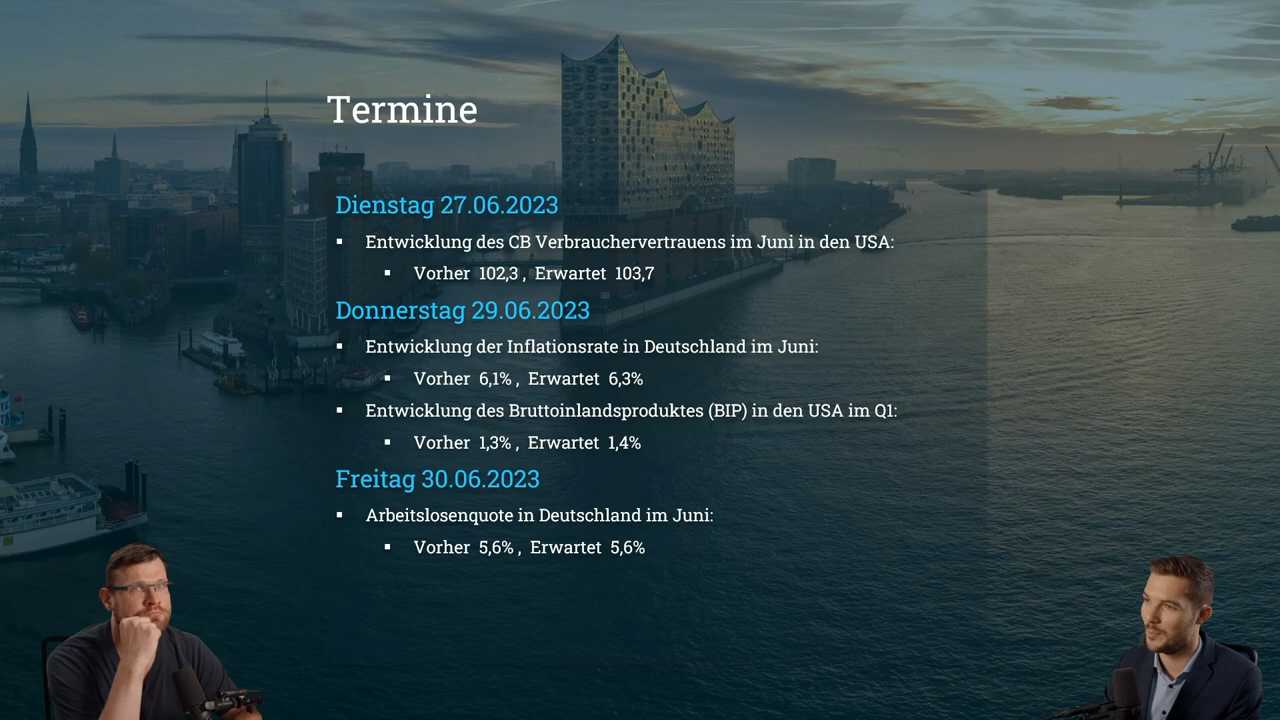 Termine
Dienstag 27.06.2023
▪ Entwicklung des CB Verbrauchervertrauens im Juni in den USA:
▪ Vorher 102,3 , Erwartet 103,7
Donnerstag 29.06.2023
▪ Entwicklung der Inflationsrate in Deutschland im Juni:
▪ Vorher 6,1% , Erwartet 6,3%
▪ Entwicklung des Bruttoinlandsproduktes (BIP) in den USA im Q1:
▪ Vorher 1,3% , Erwartet 1,4%
Freitag 30.06.2023
▪ Arbeitslosenquote in Deutschland im Juni:
▪ Vorher 5,6% , Erwartet 5,6%